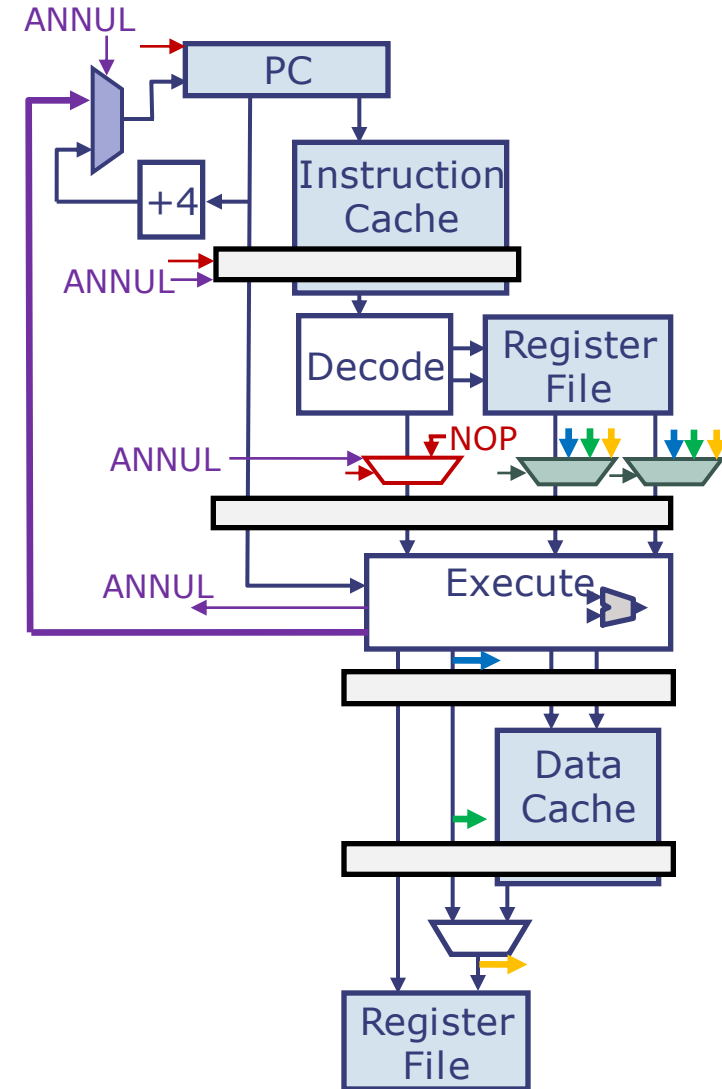 ANNUL
PC
Instruction
Cache
+4
ANNUL
Decode
Register
File
NOP
ANNUL
Execute
ANNUL
Data
Cache
Register
File